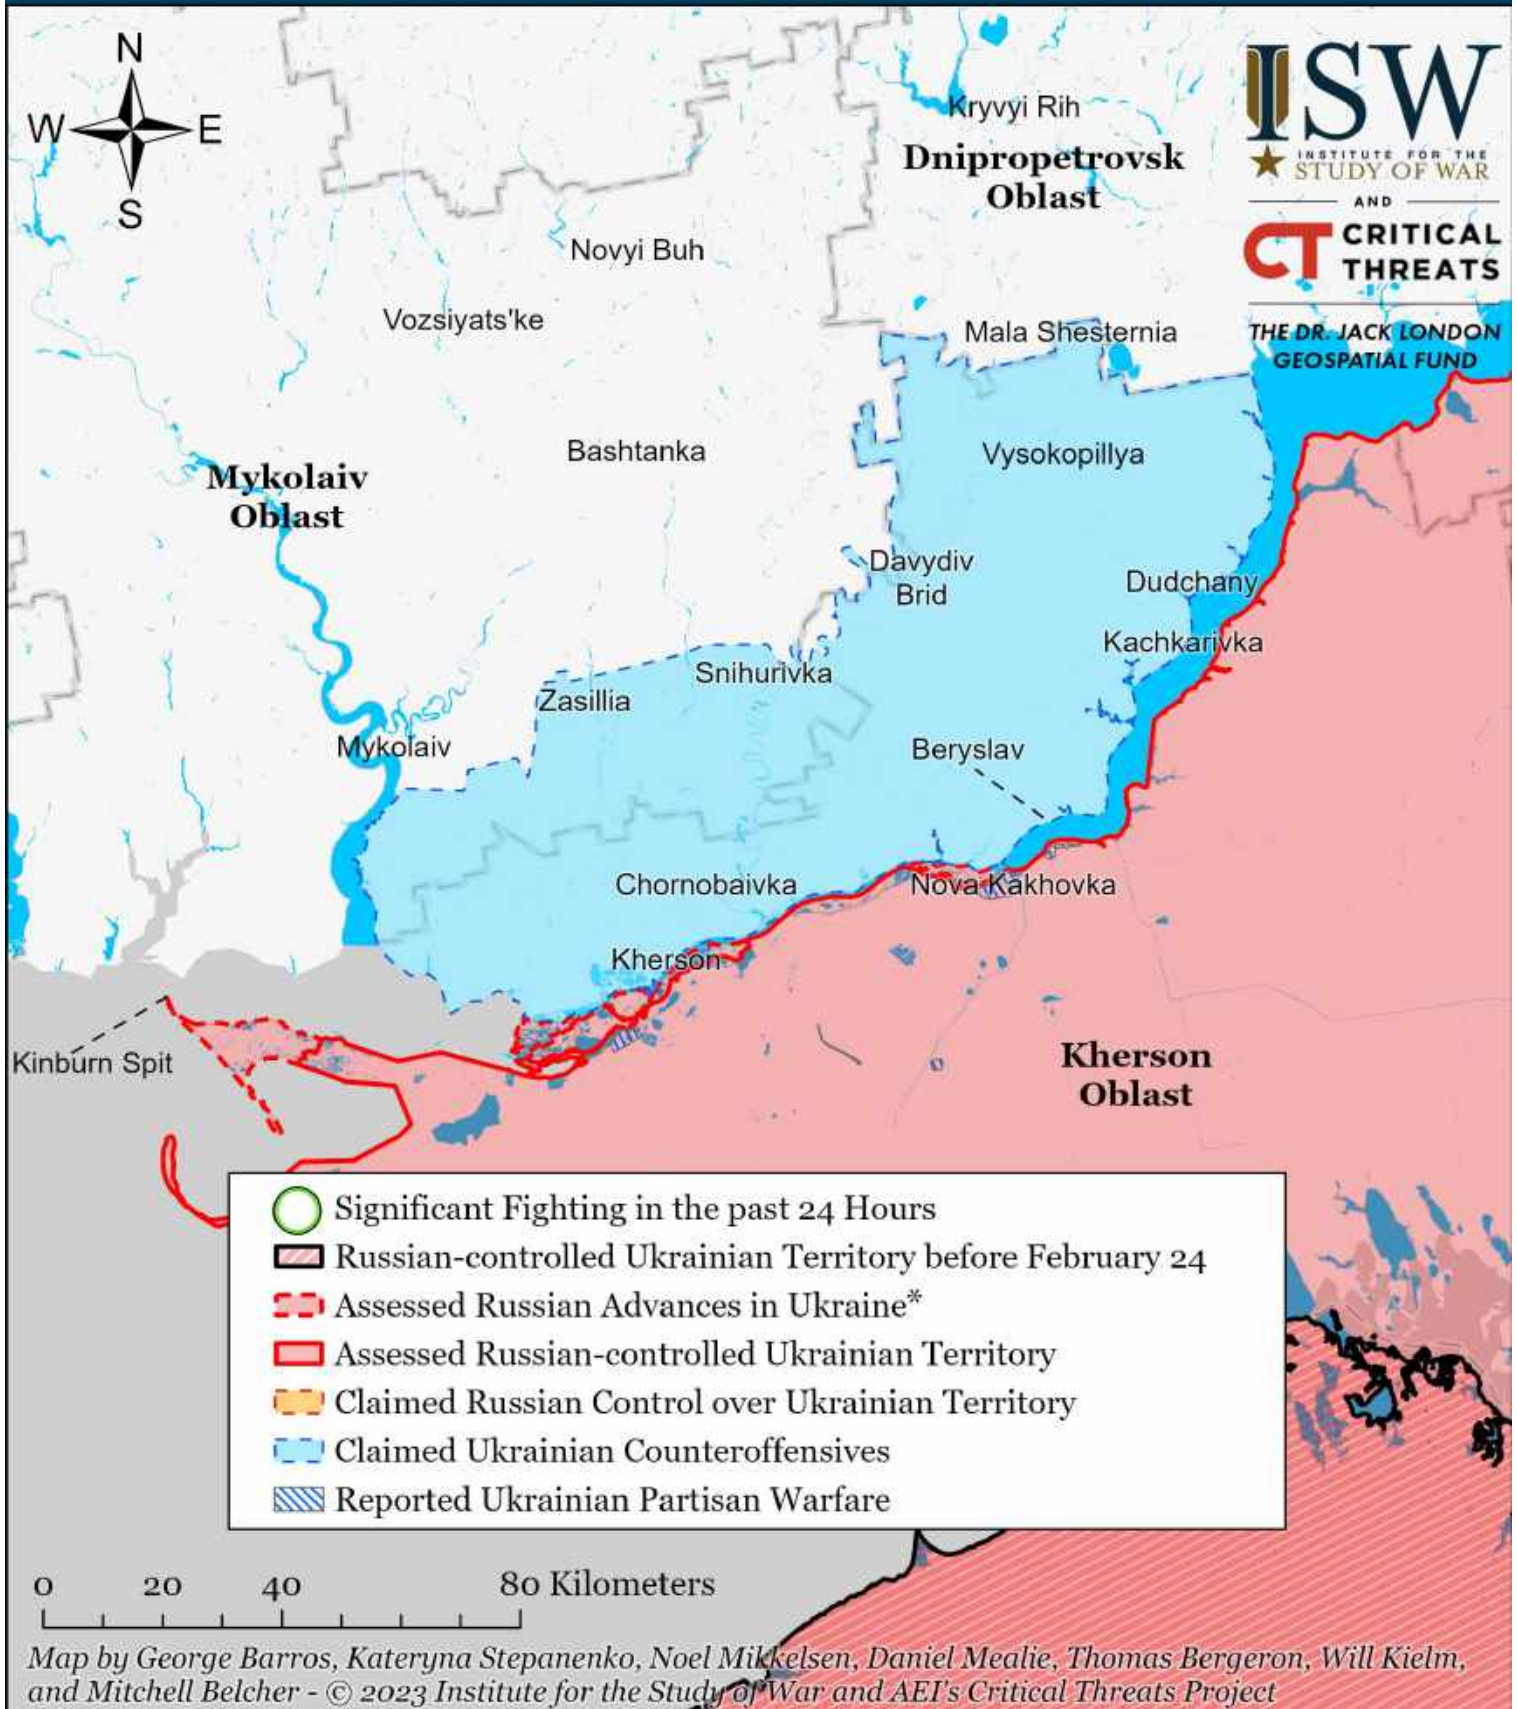 N
W E
S
Kryvyi Rih
Dnipropetrovsk
Oblast
ISW
INSTITUTE FOR THE
STUDY OF WAR
AND
CT CRITICAL
THREATS
THE DR. JACK LONDON
GEOSPATIAL FUND
Novyi Buh
Vozsiyats'ke
Mala Shesternia
Bashtanka
Vysokopillya
Mykolaiv
Oblast
Davydiv
Brid
Dudchany
Kachkarivka
Snihurivka
Zasillia
Mykolaiv
Beryslav
Chornobaivka
Nova Kakhovka
Kherson
Kinburn Spit
Kherson
Oblast
Significant Fighting in the past 24 Hours
Russian-controlled Ukrainian Territory before February 24
Assessed Russian Advances in Ukraine*
Assessed Russian-controlled Ukrainian Territory
Claimed Russian Control over Ukrainian Territory
Claimed Ukrainian Counteroffensives
Reported Ukrainian Partisan Warfare
0 20 40 80 Kilometers
Map by George Barros, Kateryna Stepanenko, Noel Mikkelsen, Daniel Mealie, Thomas Bergeron, Will Kielm,
and Mitchell Belcher - © 2023 Institute for the Study of War and AEI's Critical Threats Project